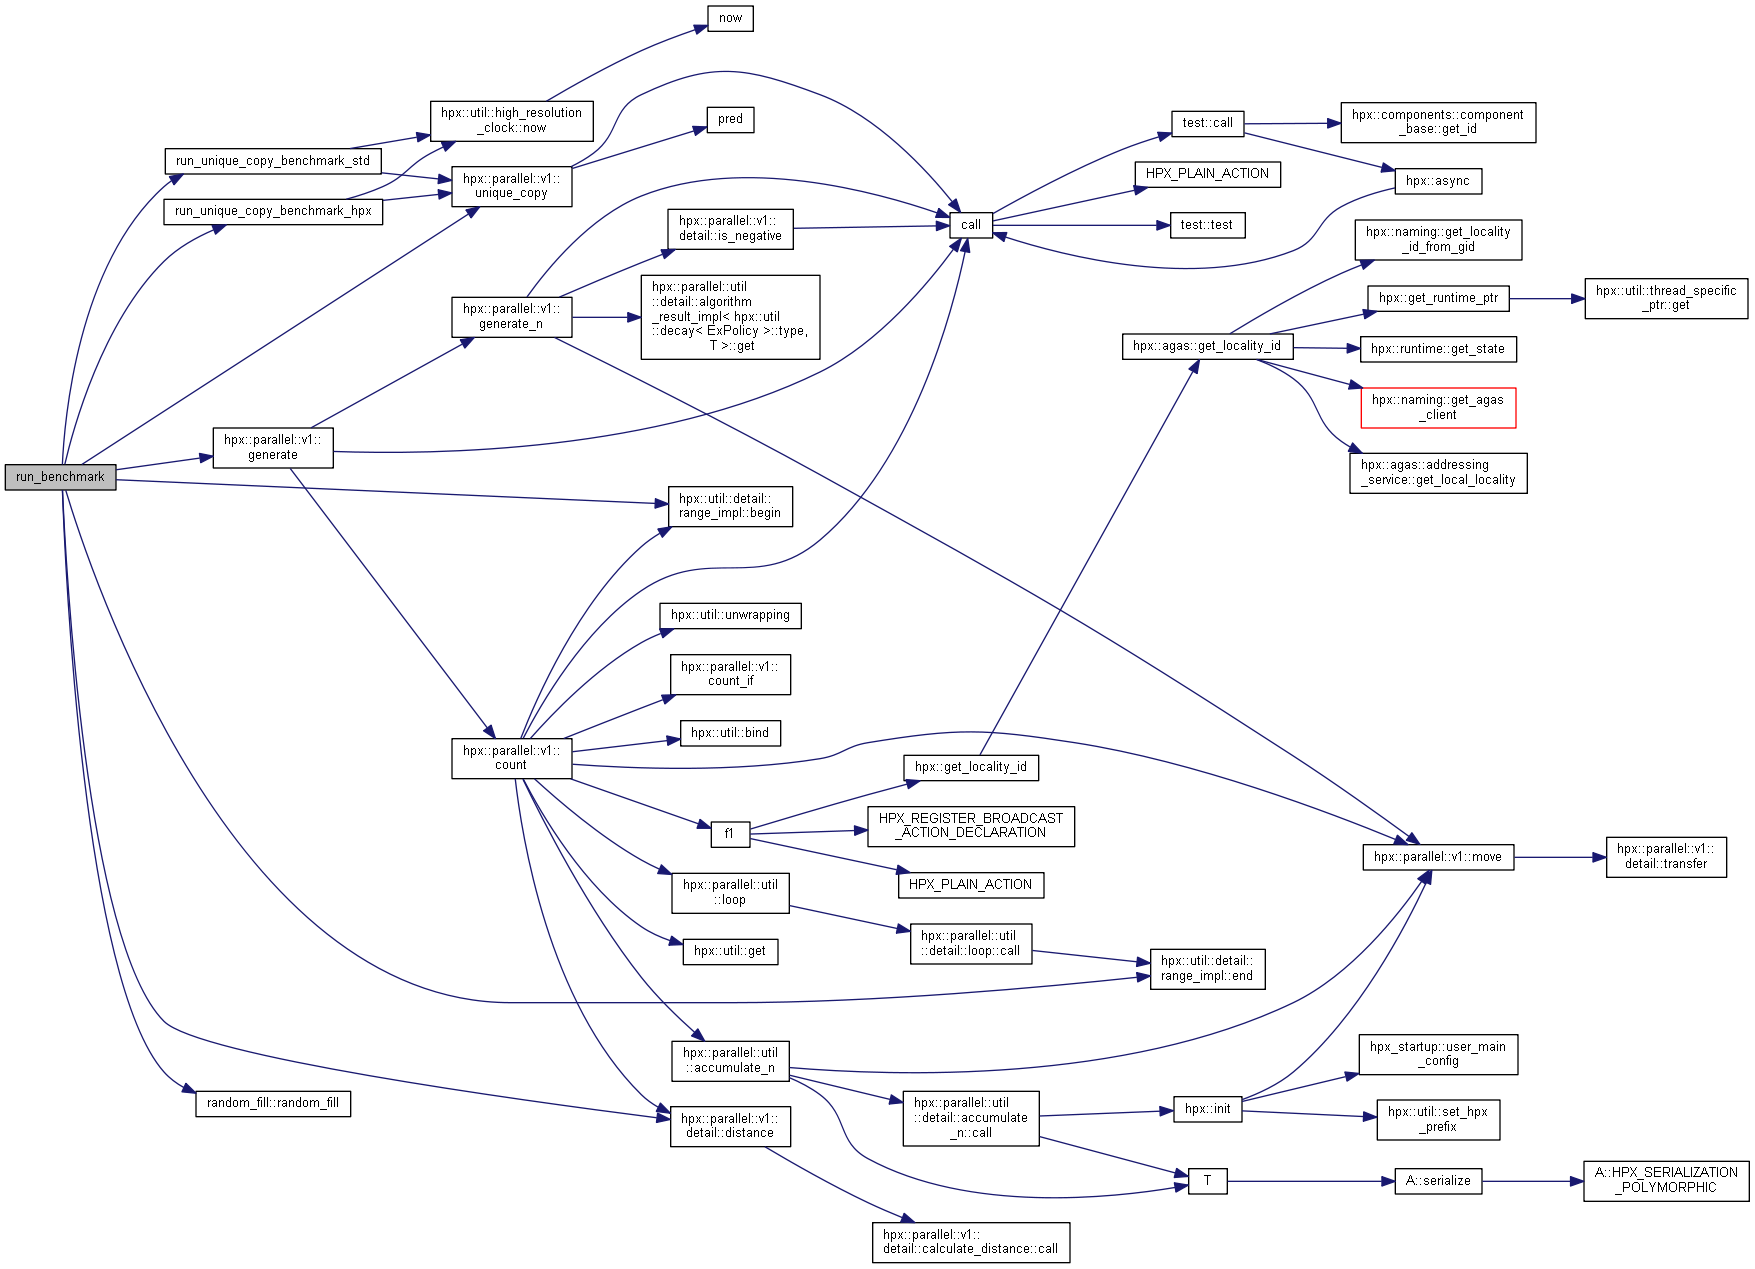 now
hpx::util::high_resolution
_clock::now
pred
run_unique_copy_benchmark_std
hpx::parallel::v1::
unique_copy
run_unique_copy_benchmark_hpx
test::call
hpx::components::component
_base::get_id
HPX_PLAIN_ACTION
hpx::async
hpx::parallel::v1::
detail::is_negative
call
test::test
hpx::naming::get_locality
_id_from_gid
hpx::parallel::util
::detail::algorithm
_result_impl< hpx::util
::decay< ExPolicy >::type,
T >::get
hpx::parallel::v1::
generate_n
hpx::get_runtime_ptr
hpx::util::thread_specific
_ptr::get
hpx::agas::get_locality_id
hpx::runtime::get_state
hpx::naming::get_agas
_client
hpx::parallel::v1::
generate
hpx::agas::addressing
_service::get_local_locality
run_benchmark
hpx::util::detail::
range_impl::begin
hpx::util::unwrapping
hpx::parallel::v1::
count_if
hpx::util::bind
hpx::parallel::v1::
count
hpx::get_locality_id
f1
HPX_REGISTER_BROADCAST
_ACTION_DECLARATION
hpx::parallel::v1::move
hpx::parallel::v1::
detail::transfer
hpx::parallel::util
::loop
HPX_PLAIN_ACTION
hpx::util::get
hpx::parallel::util
::detail::loop::call
hpx::util::detail::
range_impl::end
hpx::parallel::util
::accumulate_n
hpx_startup::user_main
_config
random_fill::random_fill
hpx::parallel::v1::
detail::distance
hpx::parallel::util
::detail::accumulate
_n::call
hpx::init
hpx::util::set_hpx
_prefix
T
A::serialize
A::HPX_SERIALIZATION
_POLYMORPHIC
hpx::parallel::v1::
detail::calculate_distance::call